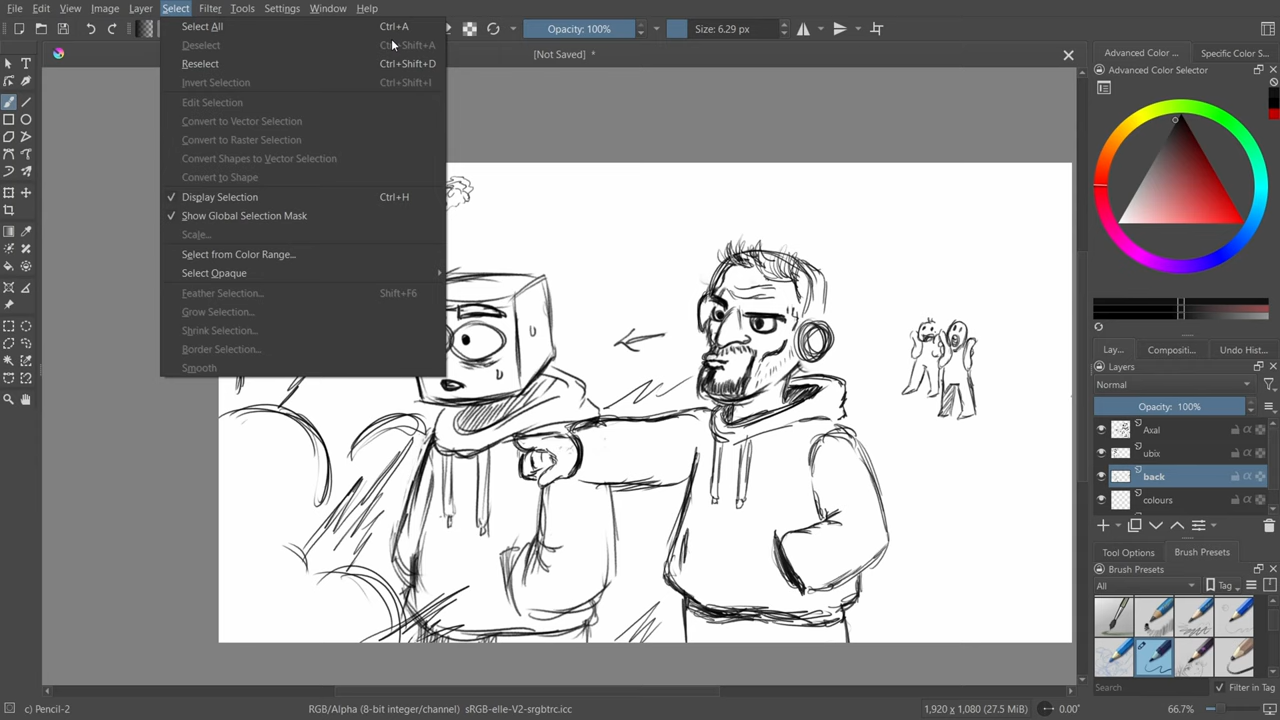 File Edit View Image Layer Select Filter Tools Settings Window Help
Opacity: 100% Size: 6.29 px
[Not Saved] *
Select All Ctrl+A
Deselect Ctrl+Shift+A
Reselect Ctrl+Shift+D
Invert Selection Ctrl+Shift+I
Edit Selection
Convert to Vector Selection
Convert to Raster Selection
Convert Shapes to Vector Selection
Convert to Shape
Display Selection Ctrl+H
Show Global Selection Mask
Scale...
Select from Color Range...
Select Opaque
Feather Selection... Shift+F6
Grow Selection...
Shrink Selection...
Border Selection...
Smooth
Advanced Color ... Specific Color S...
Advanced Color Selector
Lay... Compositi... Undo Hist...
Layers
Normal
Opacity: 100%
Axal
ubix
back
colours
Tool Options Brush Presets
Brush Presets
All Tag
Search Filter in Tag
c) Pencil-2 RGB/Alpha (8-bit integer/channel) sRGB-elle-V2-srgbtrc.icc 1,920 x 1,080 (27.5 MiB) 0.00° 66.7%